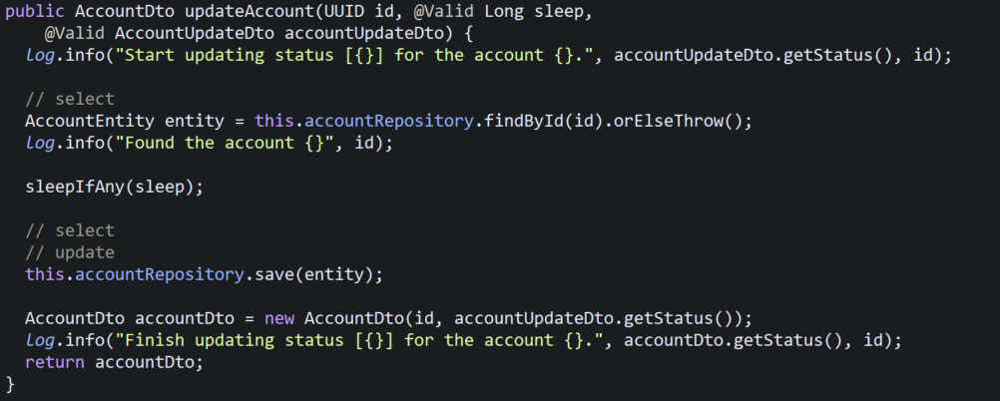 public AccountDto updateAccount(UUID id, @Valid Long sleep,
    @Valid AccountUpdateDto accountUpdateDto) {
  log.info("Start updating status [{}] for the account {}.", accountUpdateDto.getStatus(), id);

  // select
  AccountEntity entity = this.accountRepository.findById(id).orElseThrow();
  log.info("Found the account {}", id);

  sleepIfAny(sleep);

  // select
  // update
  this.accountRepository.save(entity);

  AccountDto accountDto = new AccountDto(id, accountUpdateDto.getStatus());
  log.info("Finish updating status [{}] for the account {}.", accountDto.getStatus(), id);
  return accountDto;
}